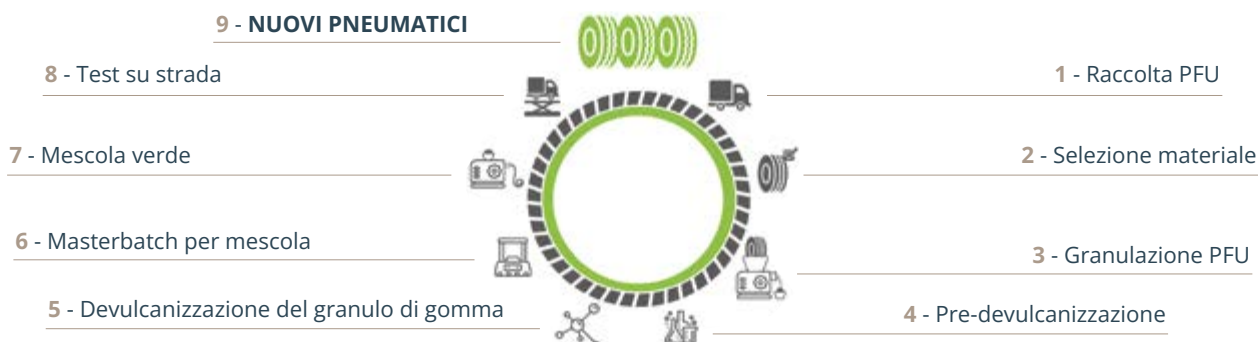 9 - NUOVI PNEUMATICI
8 - Test su strada
1 - Raccolta PFU
7 - Mescola verde
2 - Selezione materiale
6 - Masterbatch per mescola
3 - Granulazione PFU
5 - Devulcanizzazione del granulo di gomma
4 - Pre-devulcanizzazione